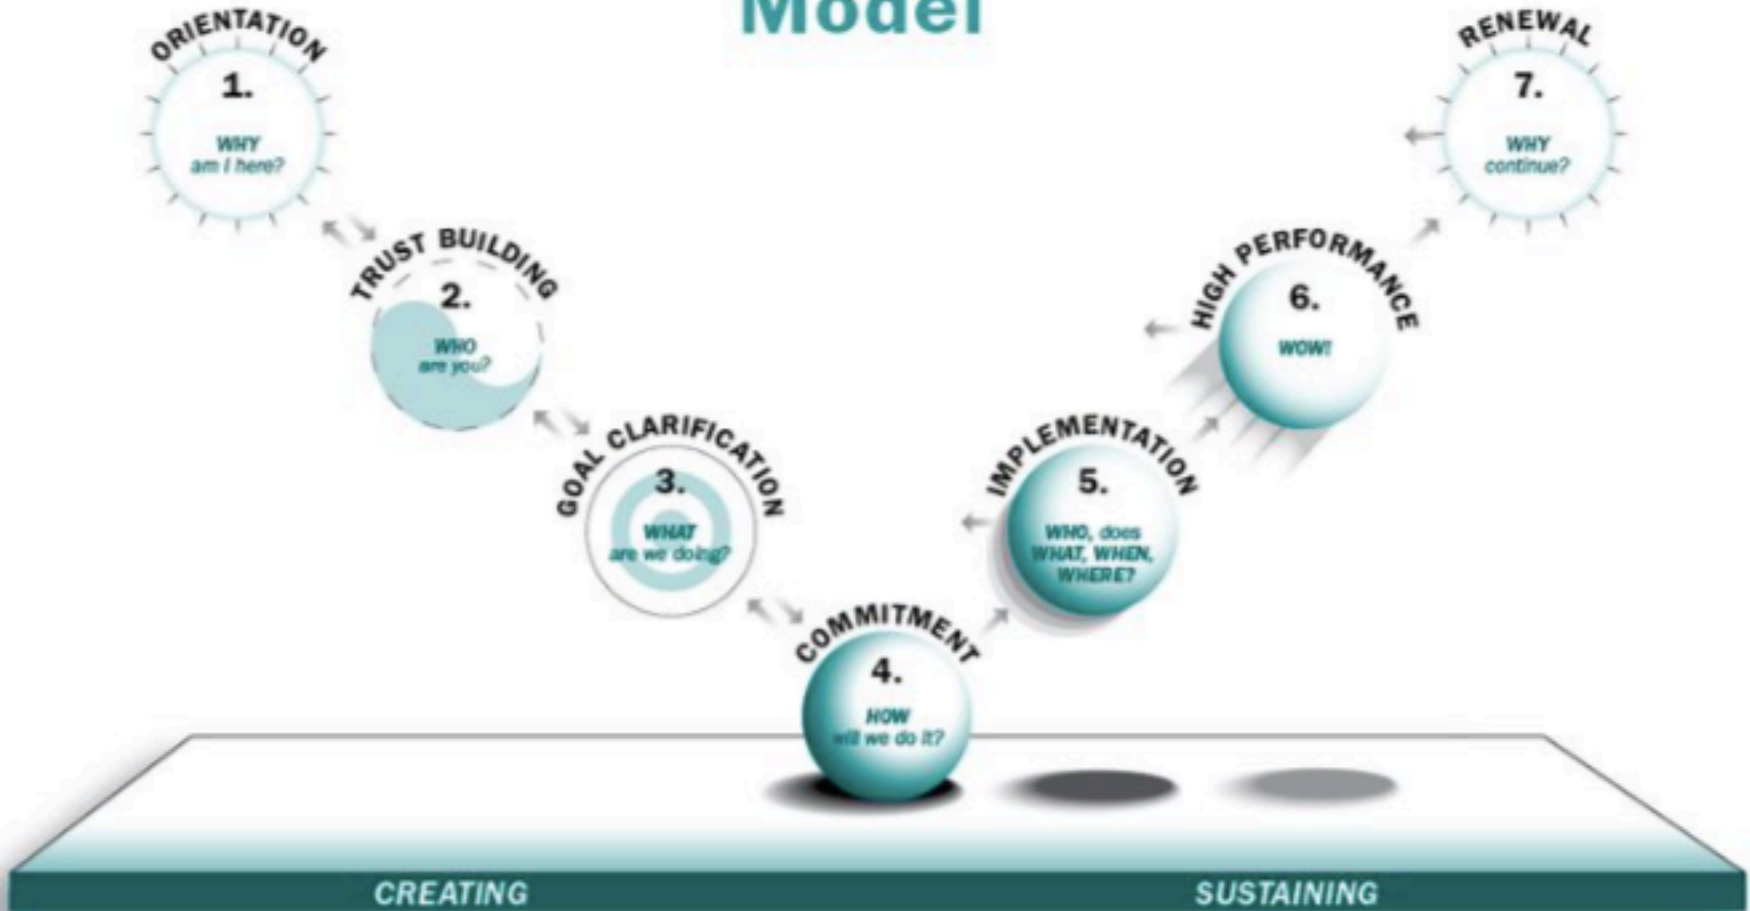 Model
ORIENTATION
1.
WHY
am I here?
TRUST BUILDING
2.
WHO
are you?
GOAL CLARIFICATION
3.
WHAT
are we doing?
COMMITMENT
4.
HOW
will we do it?
IMPLEMENTATION
5.
WHO, does
WHAT, WHEN,
WHERE?
HIGH PERFORMANCE
6.
WOW!
RENEWAL
7.
WHY
continue?
CREATING
SUSTAINING